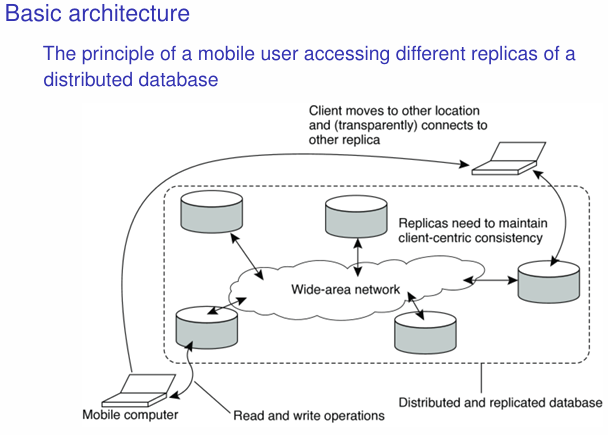 Basic architecture
The principle of a mobile user accessing different replicas of a
distributed database
Client moves to other location
and (transparently) connects to
other replica
Replicas need to maintain
client-centric consistency
Wide-area network
Distributed and replicated database
Mobile computer
Read and write operations